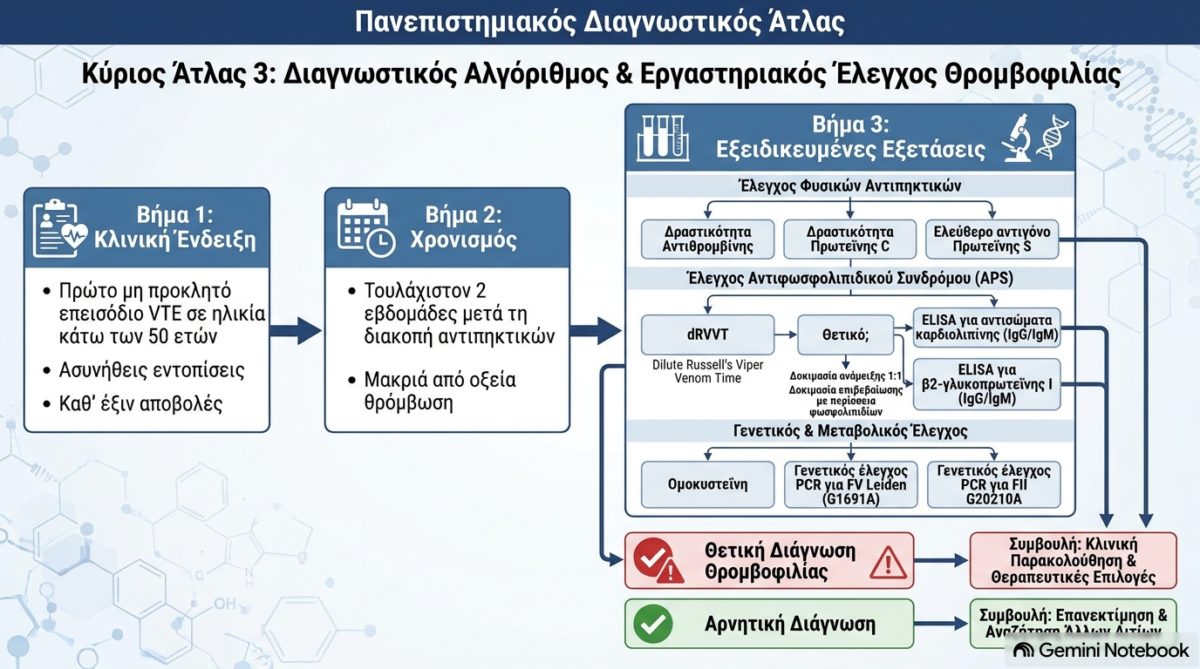 Πανεπιστημιακός Διαγνωστικός Άτλας
Κύριος Άτλας 3: Διαγνωστικός Αλγόριθμος & Εργαστηριακός Έλεγχος Θρομβοφιλίας
Βήμα 1:
Κλινική Ένδειξη
• Πρώτο μη προκλητό
επεισόδιο VTE σε ηλικία
κάτω των 50 ετών
• Ασυνήθεις εντοπίσεις
• Καθ’ έξιν αποβολές
Βήμα 2:
Χρονισμός
• Τουλάχιστον 2
εβδομάδες μετά τη
διακοπή αντιπηκτικών
• Μακριά από οξεία
θρόμβωση
Βήμα 3:
Εξειδικευμένες Εξετάσεις
Έλεγχος Φυσικών Αντιπηκτικών
Δραστικότητα
Αντιθρομβίνης
Δραστικότητα
Πρωτεΐνης C
Ελεύθερο αντιγόνο
Πρωτεΐνης S
Έλεγχος Αντιφωσφολιπιδικού Συνδρόμου (APS)
dRVVT
Dilute Russell's Viper
Venom Time
Θετικό;
Δοκιμασία ανάμειξης 1:1
Δοκιμασία επιβεβαίωσης
με περίσσεια
φωσφολιπιδίων
ELISA για αντισώματα
καρδιολιπίνης (IgG/IgM)
ELISA για
β2-γλυκοπρωτεΐνης I
(IgG/IgM)
Γενετικός & Μεταβολικός Έλεγχος
Ομοκυστεΐνη
Γενετικός έλεγχος
PCR για FV Leiden
(G1691A)
Γενετικός έλεγχος
PCR για FII
G20210A
Θετική Διάγνωση
Θρομβοφιλίας
Συμβουλή: Κλινική
Παρακολούθηση &
Θεραπευτικές Επιλογές
Αρνητική Διάγνωση
Συμβουλή: Επανεκτίμηση &
Αναζήτηση Άλλων Αιτίων
OH
N
H
Gemini Notebook